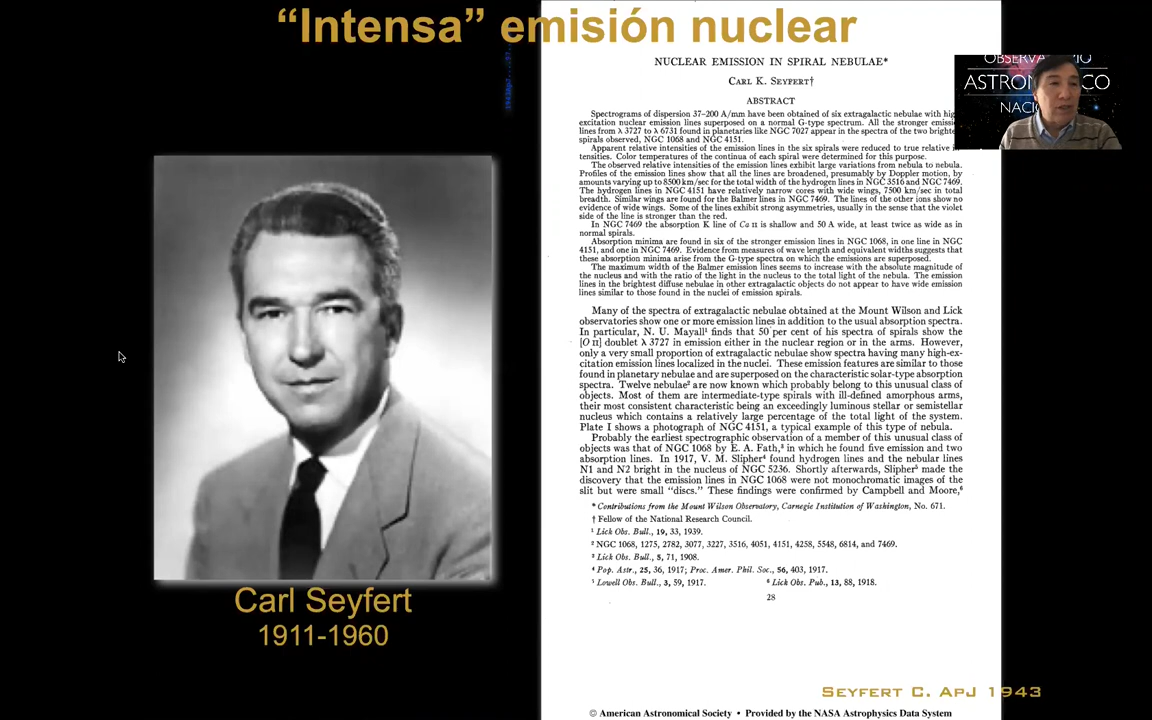 “Intensa” emisión nuclear
NUCLEAR EMISSION IN SPIRAL NEBULAE*
CARL K. SEYFERT†
ABSTRACT
Spectrograms of dispersion 37–200 A/mm have been obtained of six extragalactic nebulae with high-
excitation nuclear emission lines superposed on a normal G-type spectrum. All the stronger emission
lines from λ 3727 to λ 6731 found in planetaries like NGC 7027 appear in the spectra of the two brightest
spirals observed, NGC 1068 and NGC 4151.
Apparent relative intensities of the emission lines in the six spirals were reduced to true relative in-
tensities. Color temperatures of the continua of each spiral were determined for this purpose.
The observed relative intensities of the emission lines exhibit large variations from nebula to nebula.
Profiles of the emission lines show that all the lines are broadened, presumably by Doppler motion, by
amounts varying up to 8500 km/sec for the total width of the hydrogen lines in NGC 3516 and NGC 7469.
The hydrogen lines in NGC 4151 have relatively narrow cores with wide wings, 7500 km/sec in total
breadth. Similar wings are found for the Balmer lines in NGC 7469. The lines of the other ions show no
evidence of wide wings. Some of the lines exhibit strong asymmetries, usually in the sense that the violet
side of the line is stronger than the red.
In NGC 7469 the absorption K line of Ca II is shallow and 50 A wide, at least twice as wide as in
normal spirals.
Absorption minima are found in six of the stronger emission lines in NGC 1068, in one line in NGC
4151, and one in NGC 7469. Evidence from measures of wave length and equivalent widths suggests that
these absorption minima arise from the G-type spectra on which the emissions are superposed.
The maximum width of the Balmer emission lines seems to increase with the absolute magnitude of
the nucleus and with the ratio of the light in the nucleus to the total light of the nebula. The emission
lines in the brightest diffuse nebulae in other extragalactic objects do not appear to have wide emission
lines similar to those found in the nuclei of emission spirals.
Many of the spectra of extragalactic nebulae obtained at the Mount Wilson and Lick
observatories show one or more emission lines in addition to the usual absorption spectra.
In particular, N. U. Mayall¹ finds that 50 per cent of his spectra of spirals show the
[O II] doublet λ 3727 in emission either in the nuclear region or in the arms. However,
only a very small proportion of extragalactic nebulae show spectra having many high-ex-
citation emission lines localized in the nuclei. These emission features are similar to those
found in planetary nebulae and are superposed on the characteristic solar-type absorption
spectra. Twelve nebulae² are now known which probably belong to this unusual class of
objects. Most of them are intermediate-type spirals with ill-defined amorphous arms,
their most consistent characteristic being an exceedingly luminous stellar or semistellar
nucleus which contains a relatively large percentage of the total light of the system.
Plate I shows a photograph of NGC 4151, a typical example of this type of nebula.
Probably the earliest spectrographic observation of a member of this unusual class of
objects was that of NGC 1068 by E. A. Fath,³ in which he found five emission and two
absorption lines. In 1917, V. M. Slipher⁴ found hydrogen lines and the nebular lines
N1 and N2 bright in the nucleus of NGC 5236. Shortly afterwards, Slipher⁵ made the
discovery that the emission lines in NGC 1068 were not monochromatic images of the
slit but were small “discs.” These findings were confirmed by Campbell and Moore,⁶
* Contributions from the Mount Wilson Observatory, Carnegie Institution of Washington, No. 671.
† Fellow of the National Research Council.
¹ Lick Obs. Bull., 19, 33, 1939.
² NGC 1068, 1275, 2782, 3077, 3227, 3516, 4051, 4151, 4258, 5548, 6814, and 7469.
³ Lick Obs. Bull., 5, 71, 1908.
⁴ Pop. Astr., 25, 36, 1917; Proc. Amer. Phil. Soc., 56, 403, 1917.
⁵ Lowell Obs. Bull., 3, 59, 1917. ⁶ Lick Obs. Pub., 13, 88, 1918.
28
Carl Seyfert
1911-1960
SEYFERT C. APJ 1943
© American Astronomical Society • Provided by the NASA Astrophysics Data System